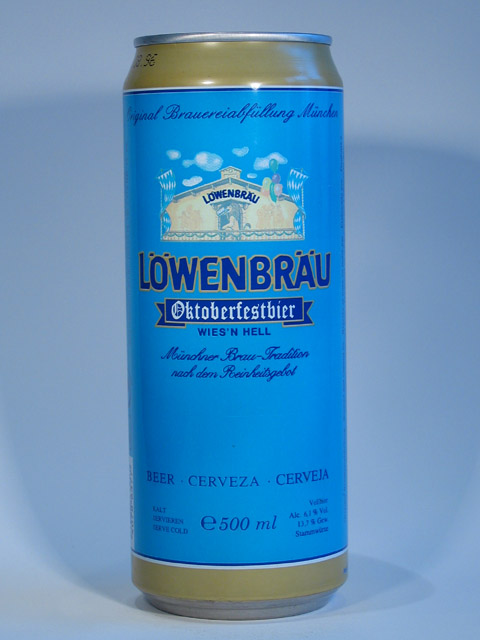 Original Brauereiabfüllung München
LÖWENBRÄU
LÖWENBRÄU
Oktoberfestbier
WIES'N HELL
Münchner Brau-Tradition
nach dem Reinheitsgebot
BEER · CERVEZA · CERVEJA
KALT
SERVIEREN
SERVE COLD
℮ 500 ml
Vollbier
Alc. 6,1 % Vol.
13,7 % Gew.
Stammwürze